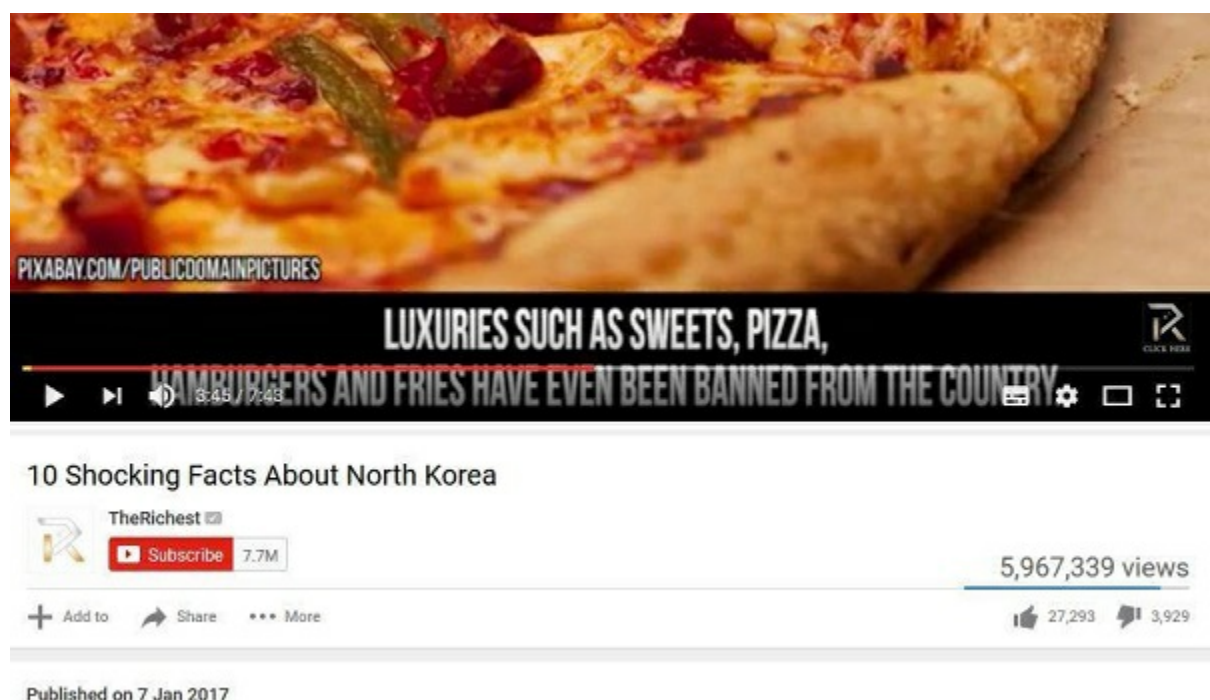 PIXABAY.COM/PUBLICDOMAINPICTURES
LUXURIES SUCH AS SWEETS, PIZZA,
CLICK HERE
HAMBURGERS AND FRIES HAVE EVEN BEEN BANNED FROM THE COUNTRY.
3:45 / 7:43
10 Shocking Facts About North Korea
TheRichest
Subscribe 7.7M
5,967,339 views
Add to Share More
27,293 3,929
Published on 7 Jan 2017